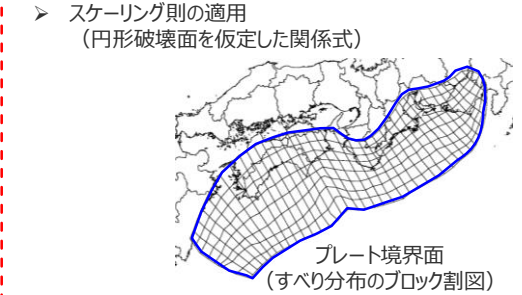 ➢ スケーリング則の適用
（円形破壊面を仮定した関係式）
プレート境界面
（すべり分布のブロック割図）